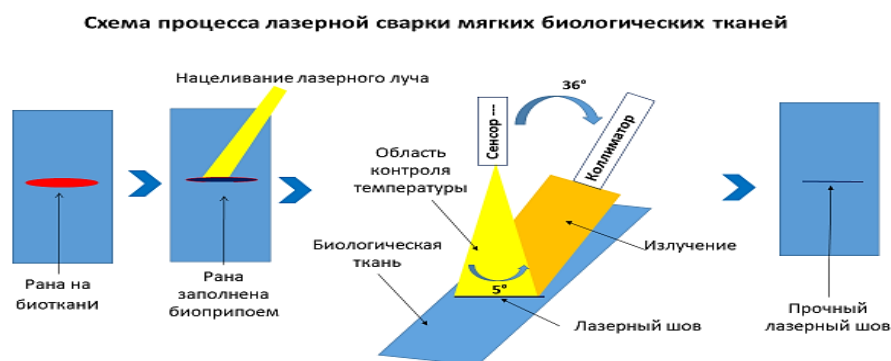 Схема процесса лазерной сварки мягких биологических тканей
Нацеливание лазерного луча
Рана на
биоткани
Рана
заполнена
биоприпоем
Сенсор ---
36°
Коллиматор
Область
контроля
температуры
Биологическая
ткань
5°
Излучение
Лазерный шов
Прочный
лазерный шов